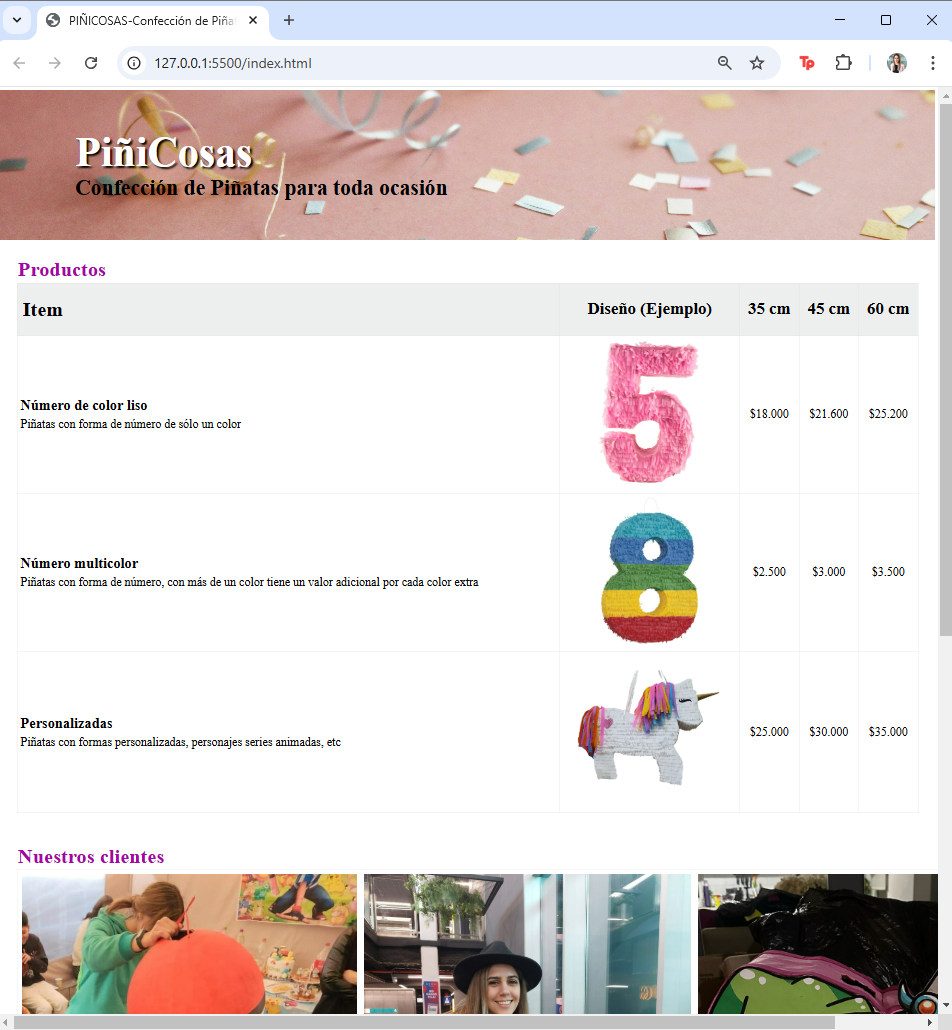 PIÑICOSAS-Confección de Piñat
127.0.0.1:5500/index.html
Tp
PiñiCosas
Confección de Piñatas para toda ocasión
Productos
Item Diseño (Ejemplo) 35 cm 45 cm 60 cm
Número de color liso
Piñatas con forma de número de sólo un color
$18.000 $21.600 $25.200
Número multicolor
Piñatas con forma de número, con más de un color tiene un valor adicional por cada color extra
$2.500 $3.000 $3.500
Personalizadas
Piñatas con formas personalizadas, personajes series animadas, etc
$25.000 $30.000 $35.000
Nuestros clientes